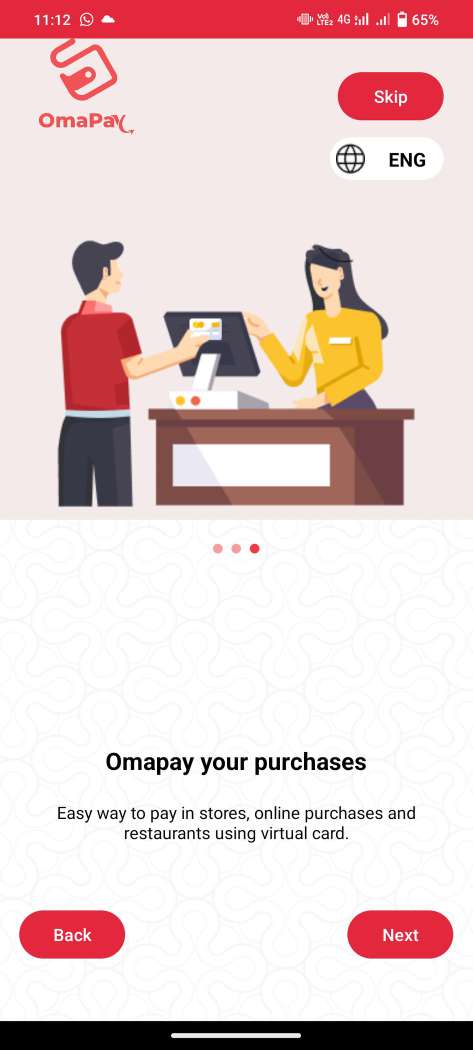 11:12 Vo) LTE2 4G 65%
OmaPay
Skip
ENG
Omapay your purchases
Easy way to pay in stores, online purchases and
restaurants using virtual card.
Back Next